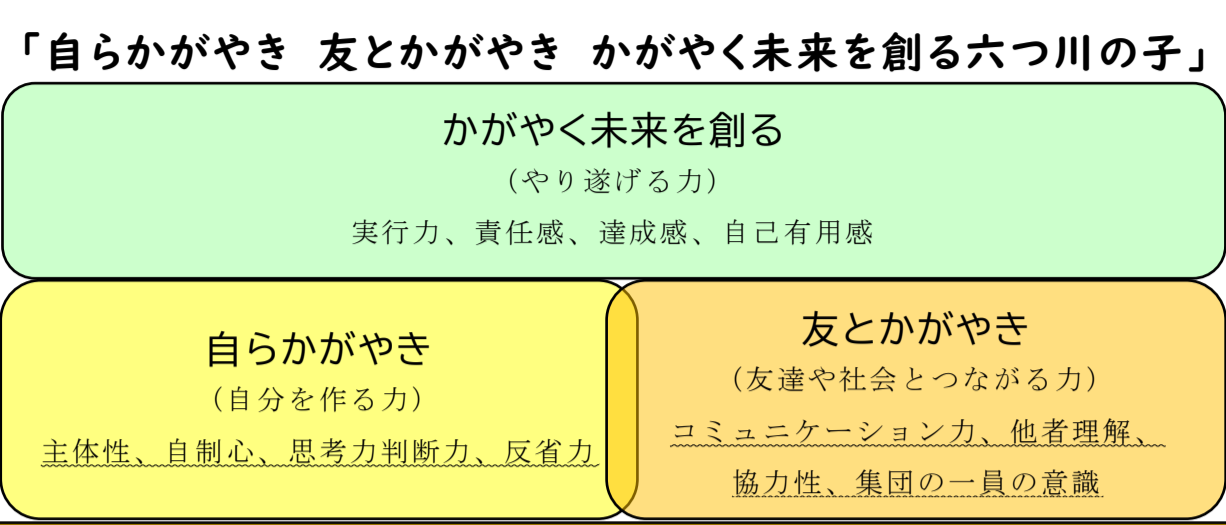 「自らかがやき 友とかがやき かがやく未来を創る六つ川の子」
かがやく未来を創る
（やり遂げる力）
実行力、責任感、達成感、自己有用感
自らかがやき
（自分を作る力）
主体性、自制心、思考力判断力、反省力
友とかがやき
（友達や社会とつながる力）
コミュニケーション力、他者理解、
協力性、集団の一員の意識